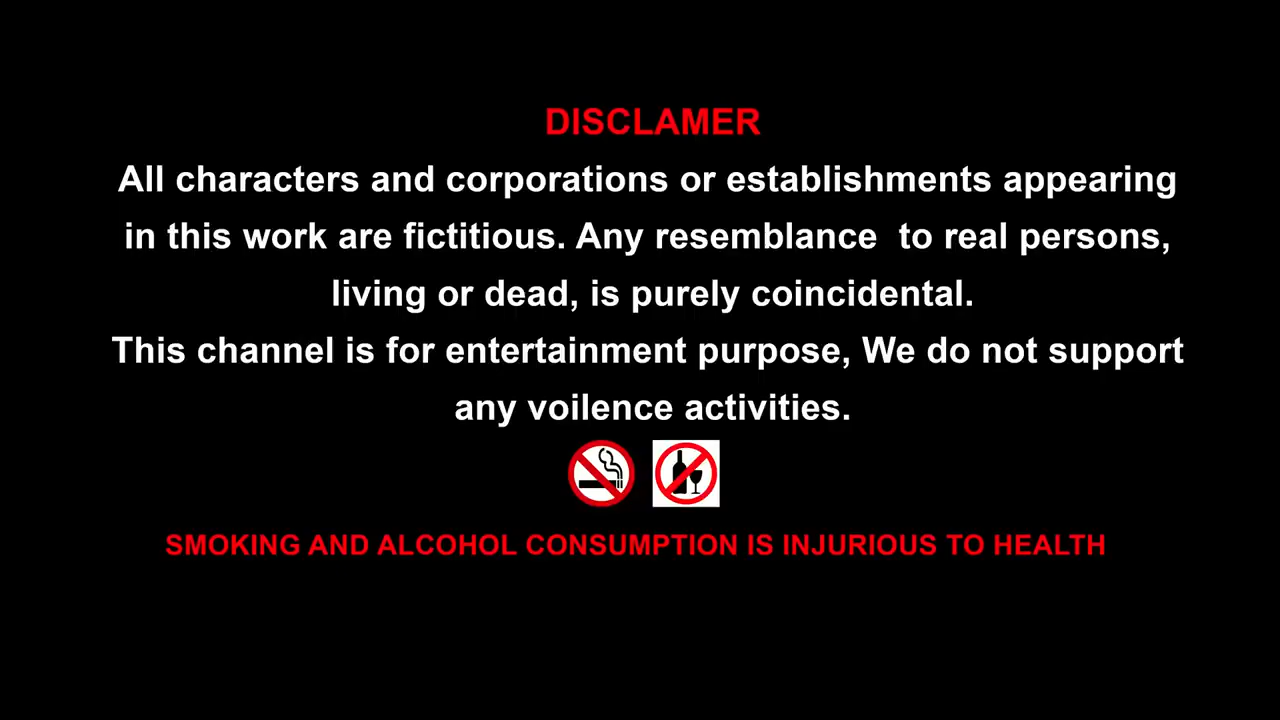 DISCLAMER
All characters and corporations or establishments appearing
in this work are fictitious. Any resemblance  to real persons,
living or dead, is purely coincidental.
This channel is for entertainment purpose, We do not support
any voilence activities.
SMOKING AND ALCOHOL CONSUMPTION IS INJURIOUS TO HEALTH